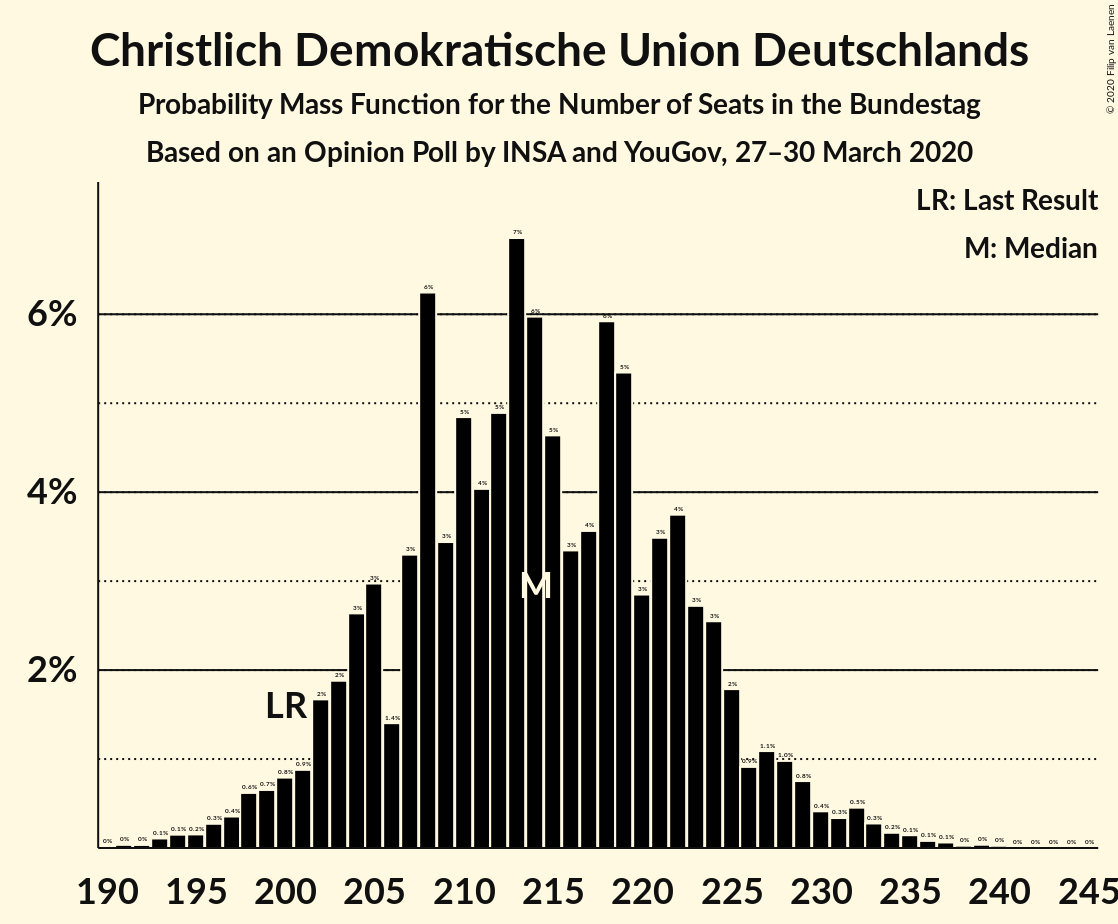 Christlich Demokratische Union Deutschlands
Probability Mass Function for the Number of Seats in the Bundestag
Based on an Opinion Poll by INSA and YouGov, 27–30 March 2020
© 2020 Filip van Laenen
LR: Last Result
M: Median
6%
4%
2%
0% 0% 0% 0.1% 0.1% 0.2% 0.3% 0.4% 0.6% 0.7% 0.8% 0.9% 2% 2% 3% 3% 1.4% 3% 6% 3% 5% 4% 5% 7% 6% 5% 3% 4% 6% 5% 3% 3% 4% 3% 3% 2% 0.9% 1.1% 1.0% 0.8% 0.4% 0.3% 0.5% 0.3% 0.2% 0.1% 0.1% 0.1% 0% 0% 0% 0% 0% 0% 0% 0%
LR
M
190 195 200 205 210 215 220 225 230 235 240 245